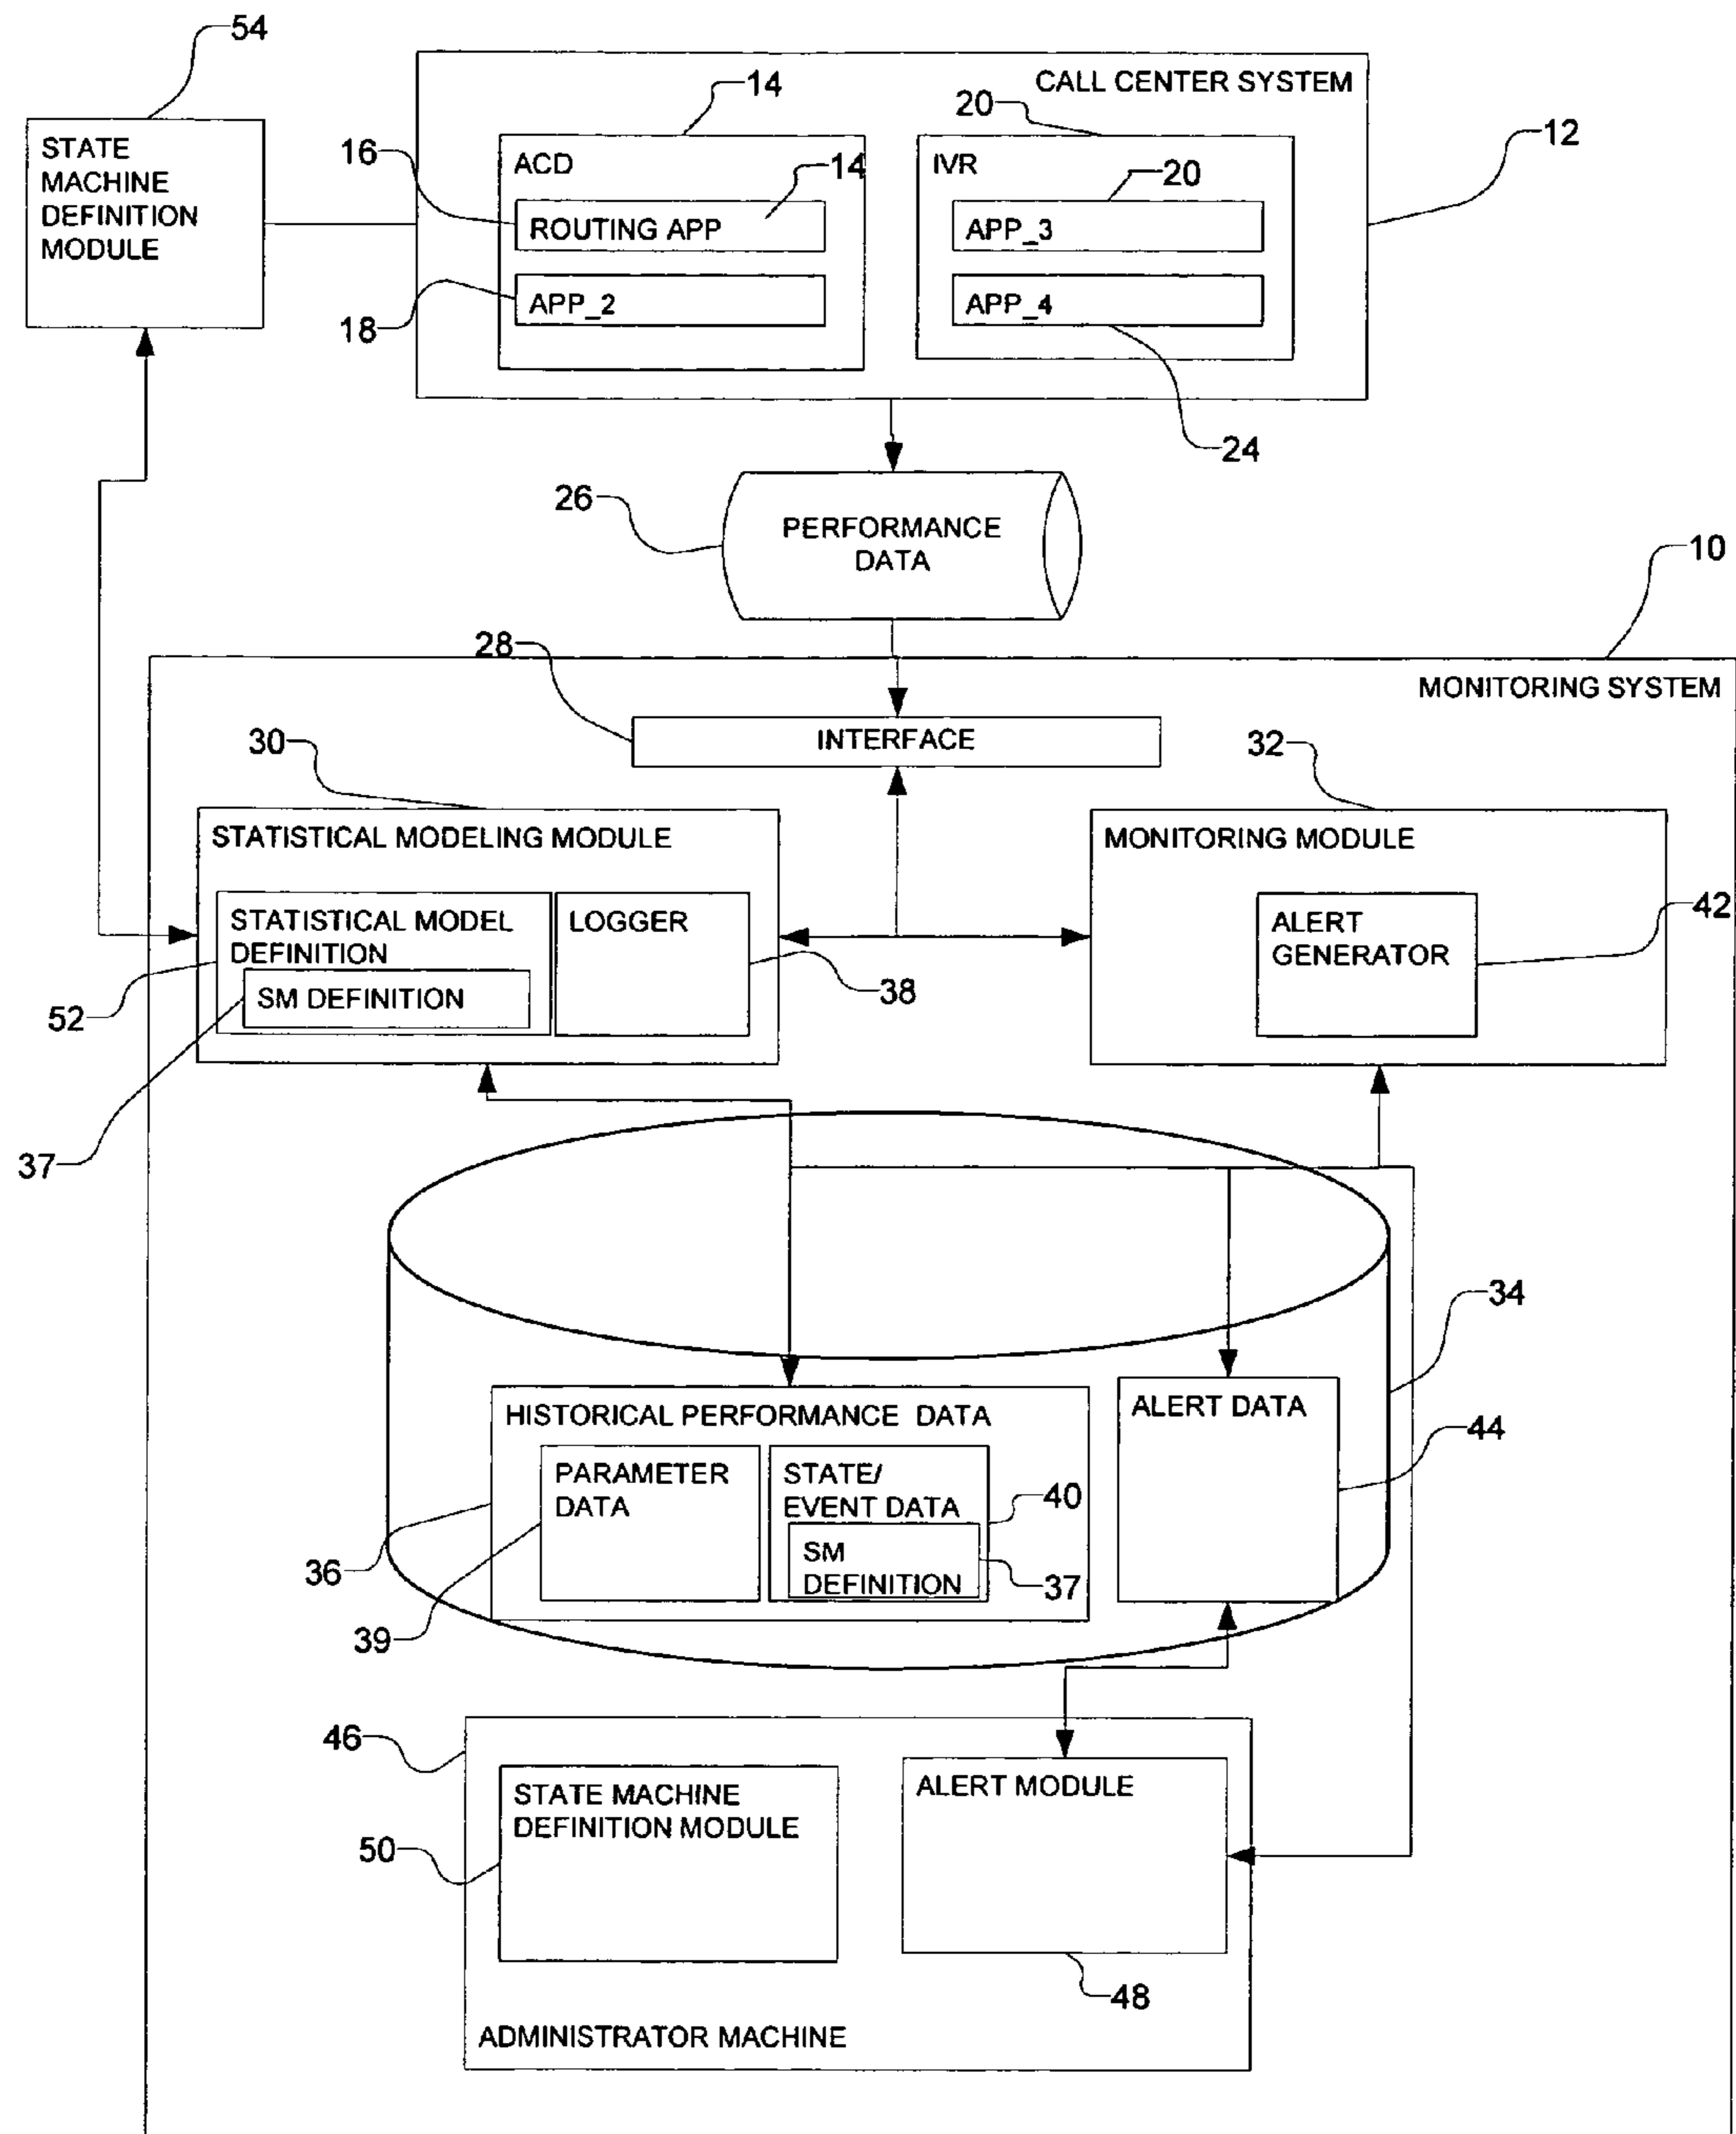 54
CALL CENTER SYSTEM
14
20
12
STATE
MACHINE
DEFINITION
MODULE
16
ACD
14
IVR
20
ROUTING APP
APP_3
18
APP_2
APP_4
24
26
PERFORMANCE
DATA
10
28
MONITORING SYSTEM
INTERFACE
30
32
STATISTICAL MODELING MODULE
MONITORING MODULE
STATISTICAL MODEL
DEFINITION
LOGGER
ALERT
GENERATOR
42
SM DEFINITION
38
52
37
34
HISTORICAL PERFORMANCE DATA
ALERT DATA
44
PARAMETER
DATA
STATE/
EVENT DATA
40
SM
DEFINITION
37
36
39
46
STATE MACHINE
DEFINITION MODULE
ALERT MODULE
50
48
ADMINISTRATOR MACHINE